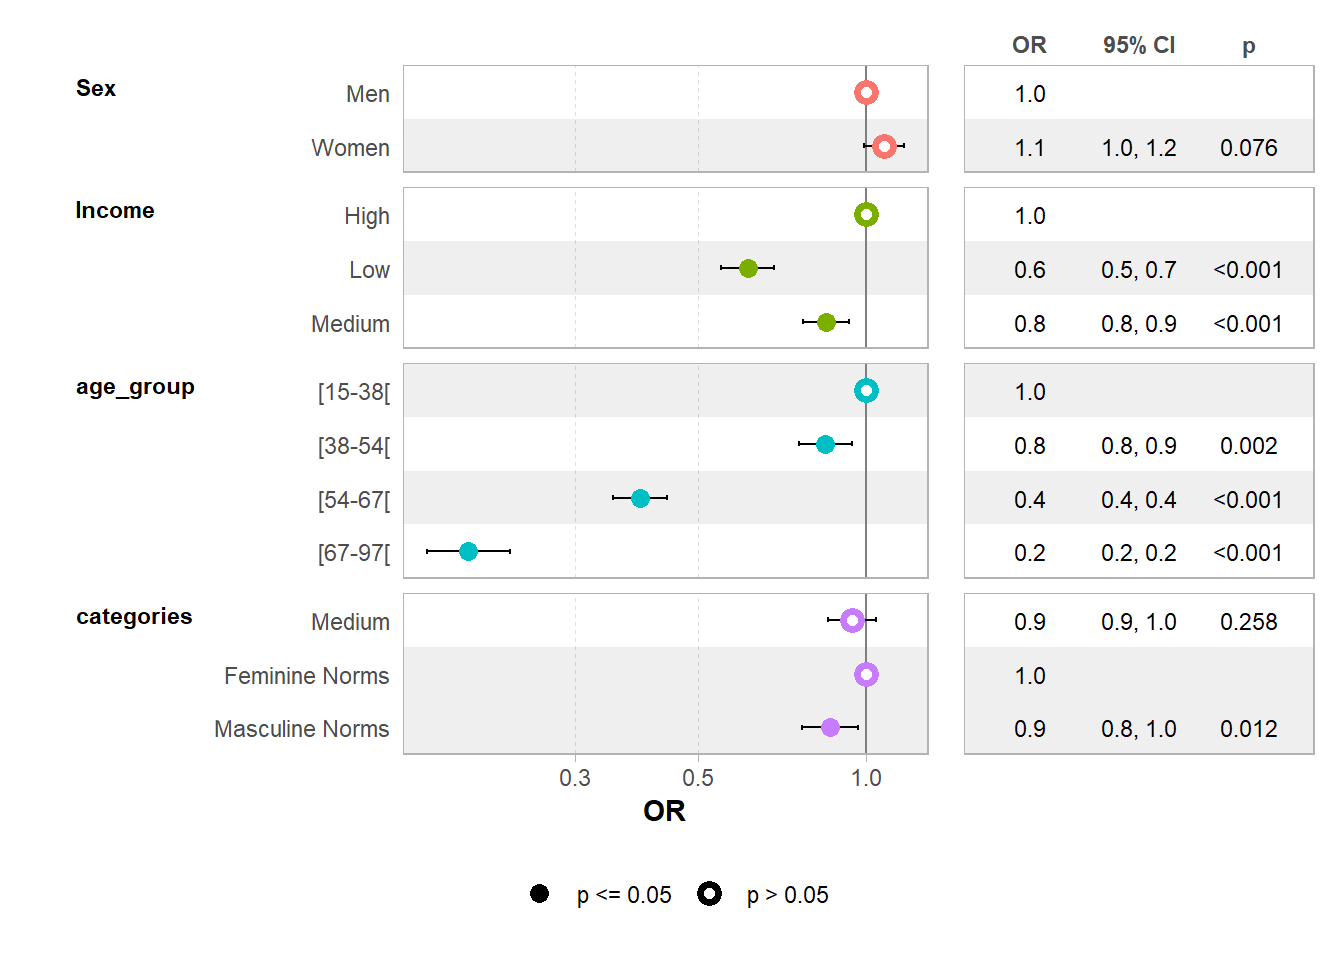 OR 95% CI p
Sex
Men 1.0
Women 1.1 1.0, 1.2 0.076
Income
High 1.0
Low 0.6 0.5, 0.7 <0.001
Medium 0.8 0.8, 0.9 <0.001
age_group
[15-38[ 1.0
[38-54[ 0.8 0.8, 0.9 0.002
[54-67[ 0.4 0.4, 0.4 <0.001
[67-97[ 0.2 0.2, 0.2 <0.001
categories
Medium 0.9 0.9, 1.0 0.258
Feminine Norms 1.0
Masculine Norms 0.9 0.8, 1.0 0.012
0.3 0.5 1.0
OR
p <= 0.05 p > 0.05